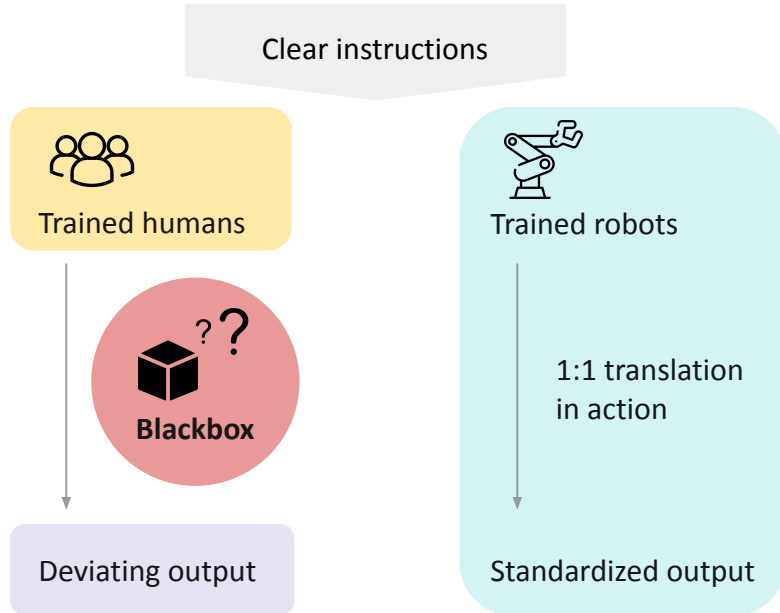 Clear instructions
Trained humans
Trained robots
? ?
Blackbox
1:1 translation
in action
Deviating output
Standardized output